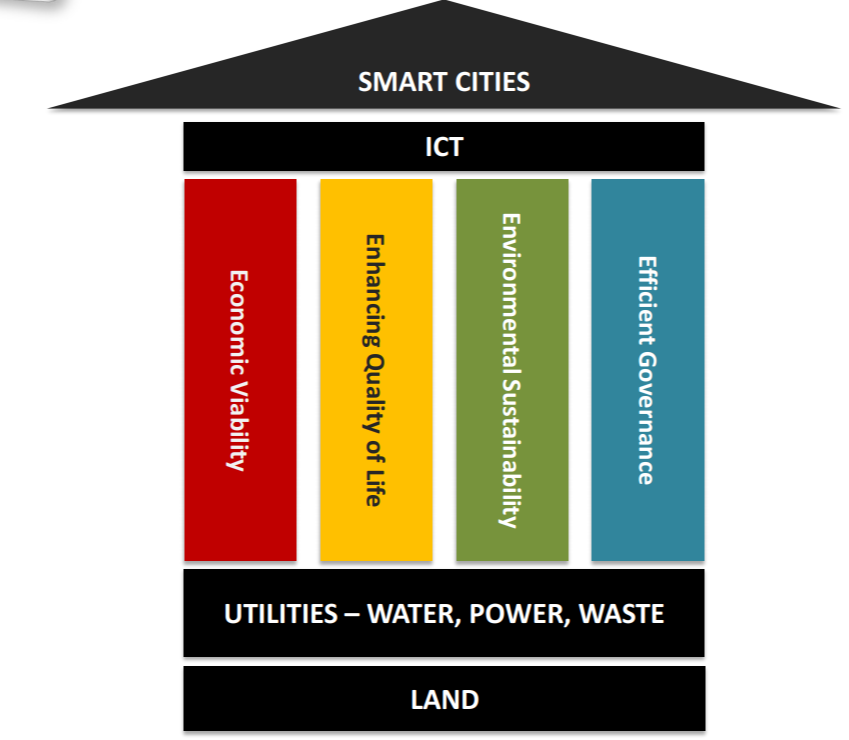 SMART CITIES
ICT
Economic Viability
Enhancing Quality of Life
Environmental Sustainability
Efficient Governance
UTILITIES – WATER, POWER, WASTE
LAND